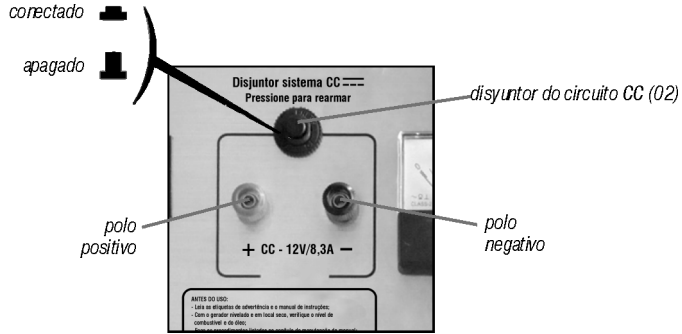 conectado
apagado
Disjuntor sistema CC
Pressione para rearmar
disyuntor do circuito CC (02)
polo
positivo
polo
negativo
+ CC - 12V/8,3A −
ANTES DO USO:
- Leia as etiquetas de advertência e o manual de instruções;
- Com o gerador nivelado e em local seco, verifique o nível de
combustível e do óleo;